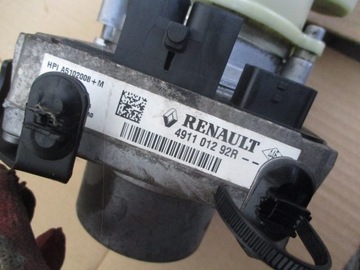 HPI A5102008 + M
RENAULT
4911 012 92R - -